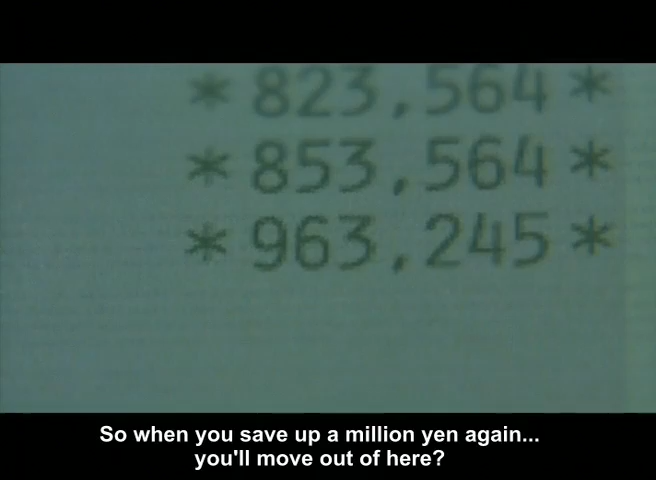 *823,564*
*853,564*
*963,245*
So when you save up a million yen again...
you'll move out of here?